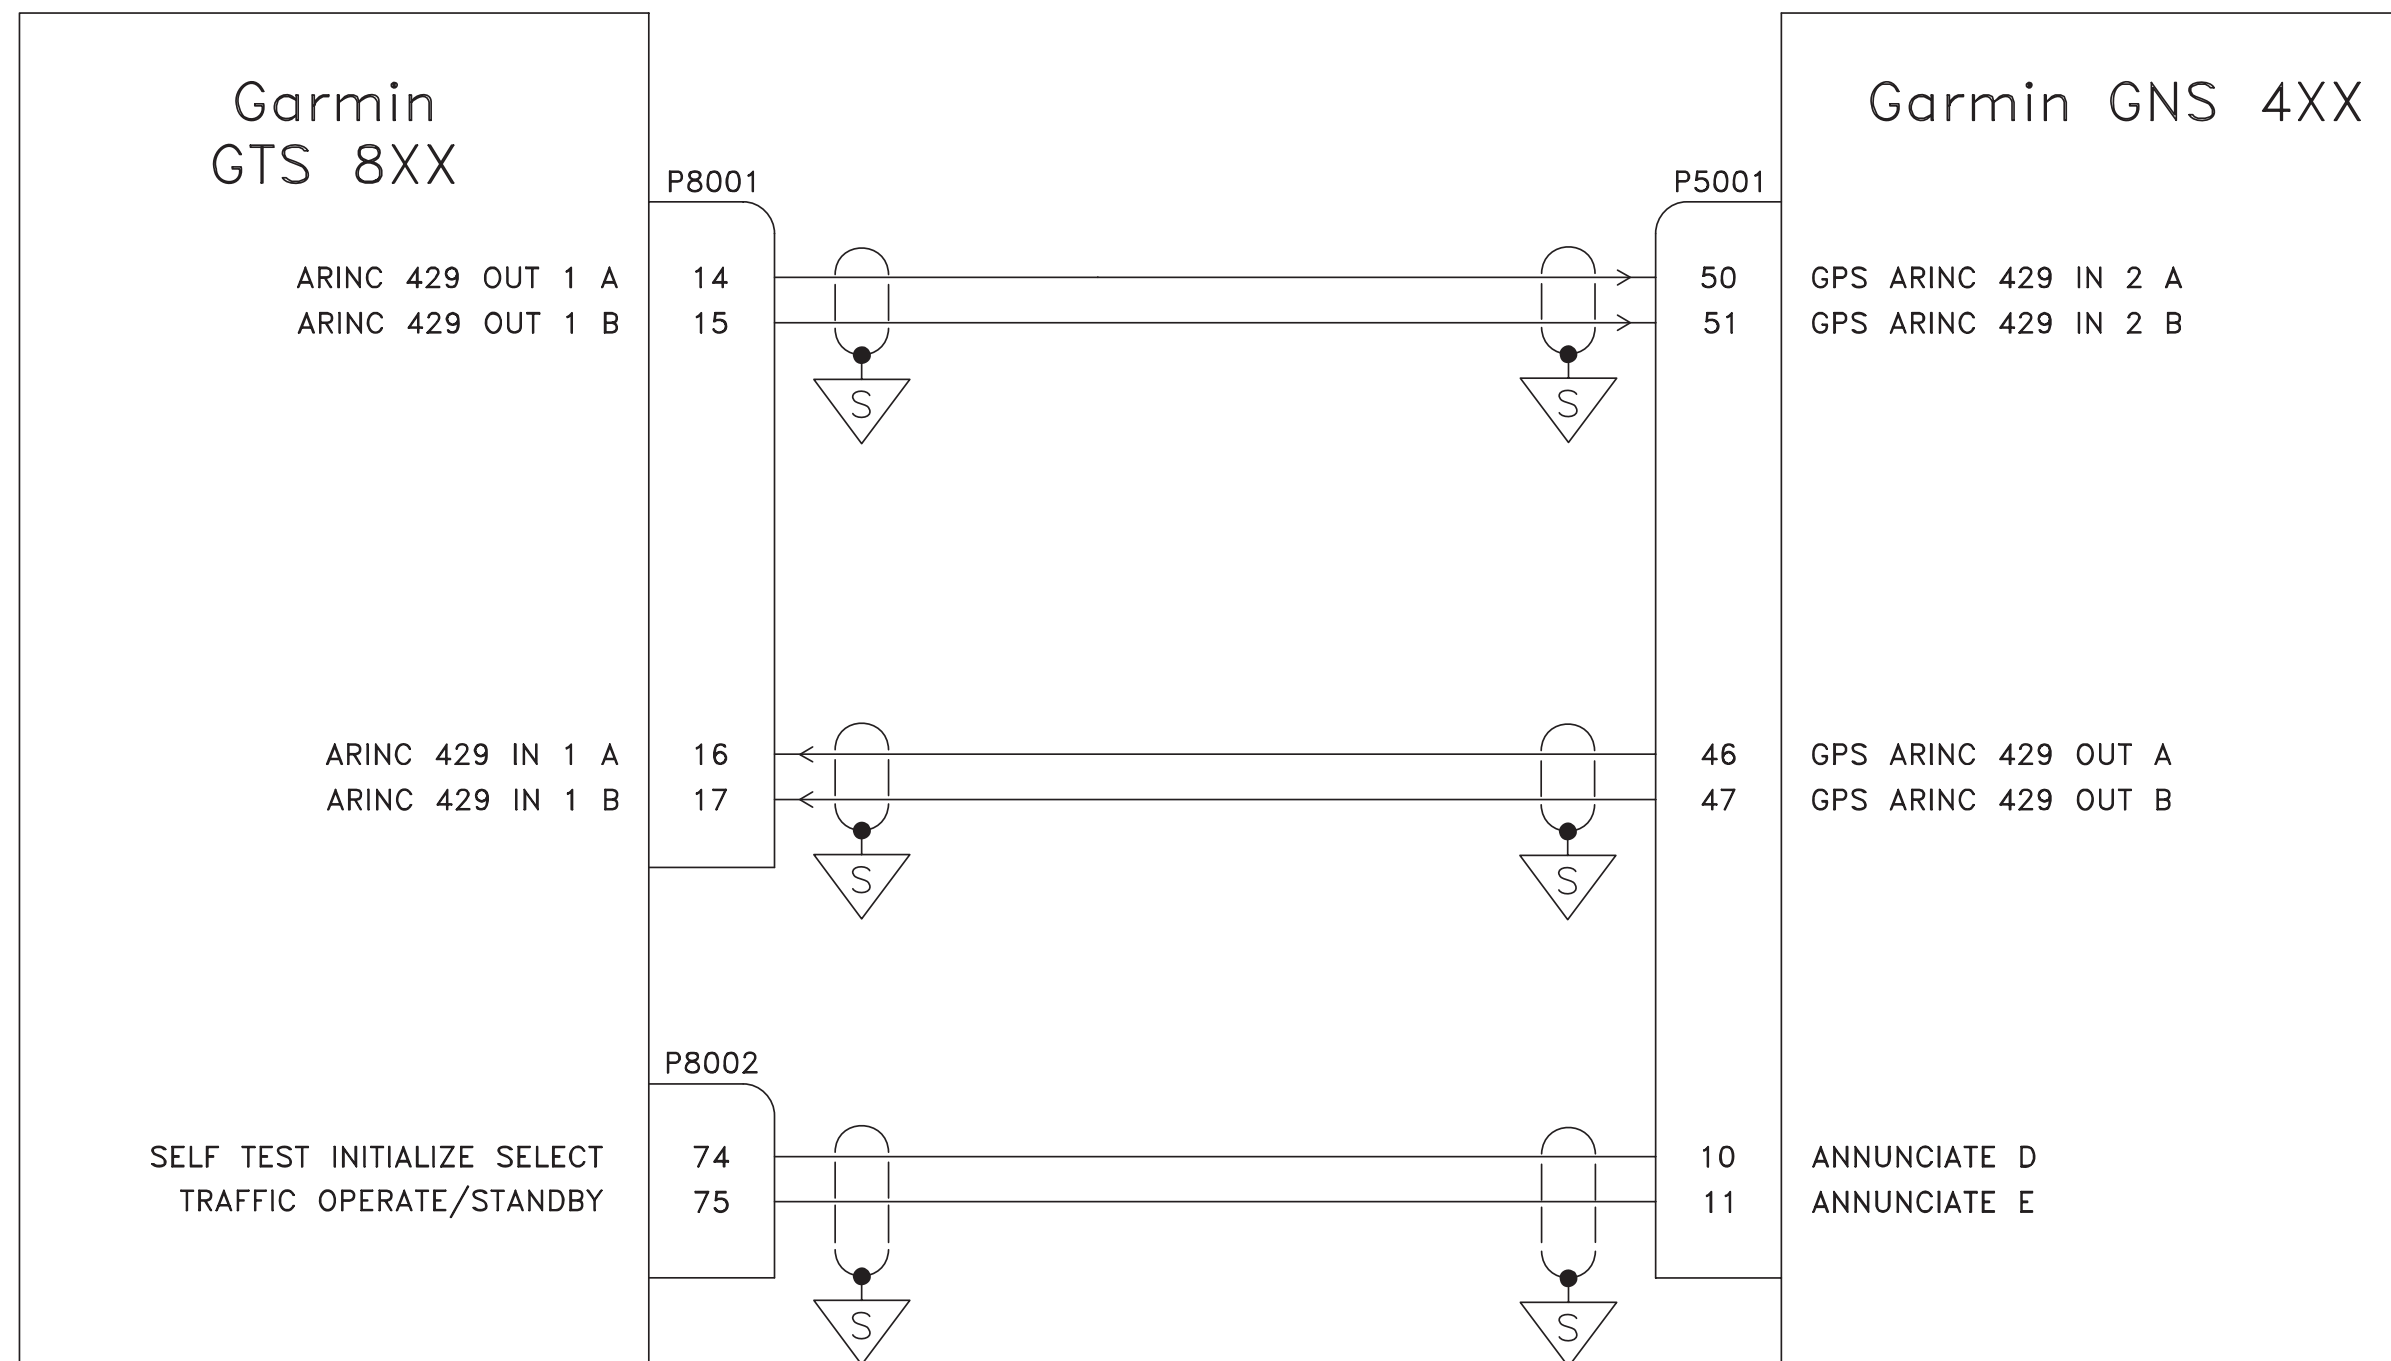 Garmin
GTS 8XX
Garmin GNS 4XX
P8001
P5001
ARINC 429 OUT 1 A 14 50 GPS ARINC 429 IN 2 A
ARINC 429 OUT 1 B 15 51 GPS ARINC 429 IN 2 B
S S
ARINC 429 IN 1 A 16 46 GPS ARINC 429 OUT A
ARINC 429 IN 1 B 17 47 GPS ARINC 429 OUT B
S S
P8002
SELF TEST INITIALIZE SELECT 74 10 ANNUNCIATE D
TRAFFIC OPERATE/STANDBY 75 11 ANNUNCIATE E
S S